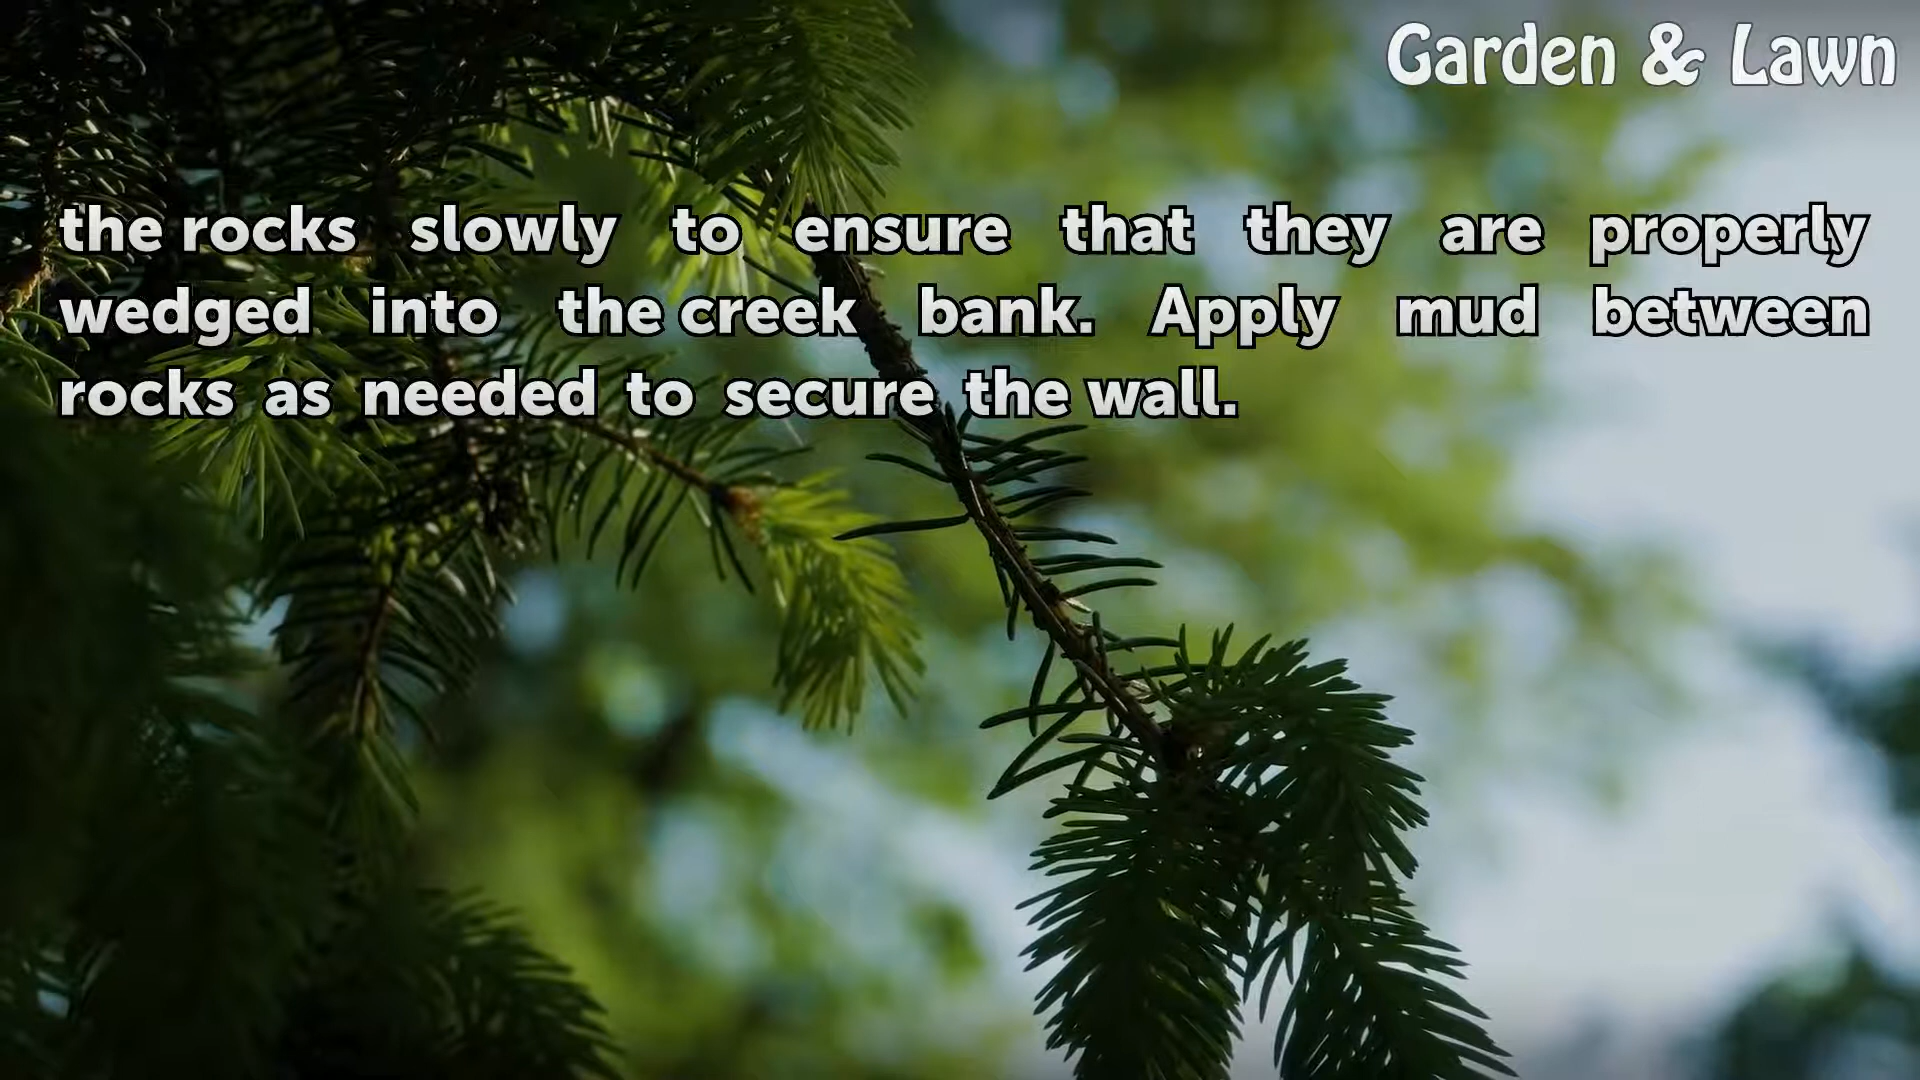 Garden & Lawn
the rocks slowly to ensure that they are properly
wedged into the creek bank. Apply mud between
rocks as needed to secure the wall.